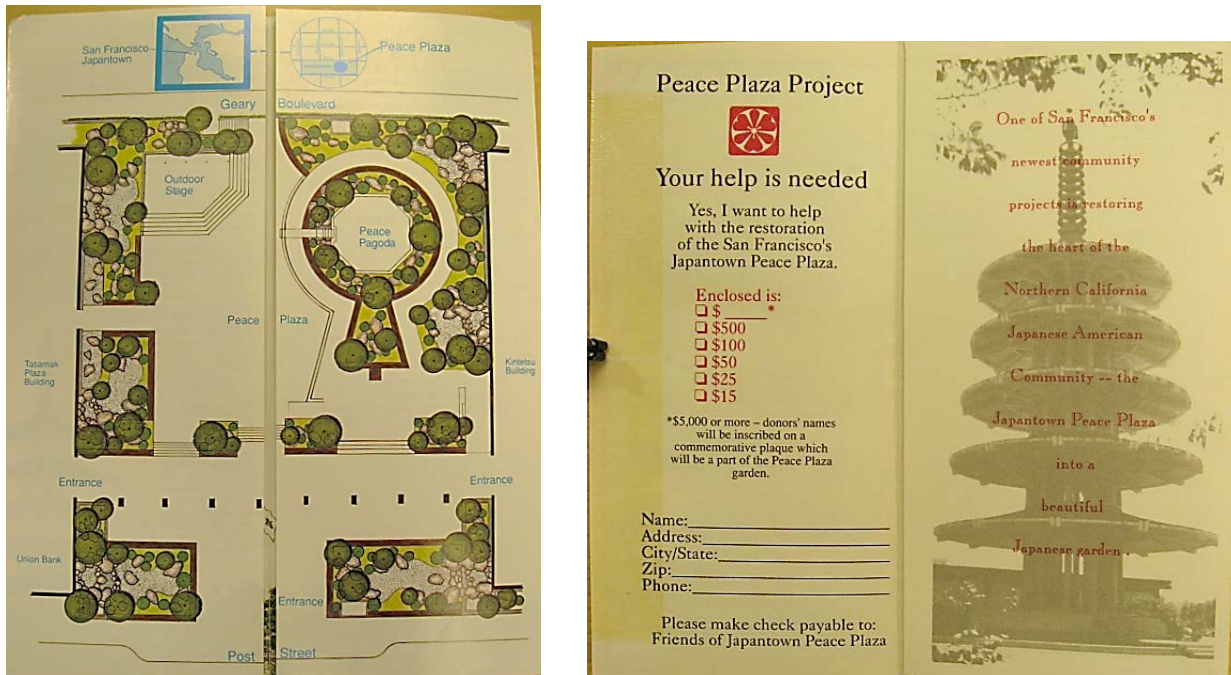 San Francisco
Japantown
Peace Plaza
Geary Boulevard
Outdoor
Stage
Peace
Pagoda
Peace Plaza
Tasamak
Plaza
Building
Kintetsu
Building
Entrance
Entrance
Union Bank
Entrance
Post Street
Peace Plaza Project
Your help is needed
Yes, I want to help
with the restoration
of the San Francisco's
Japantown Peace Plaza.
Enclosed is:
❏ $ _____*
❏ $500
❏ $100
❏ $50
❏ $25
❏ $15
*$5,000 or more – donors' names
will be inscribed on a
commemorative plaque which
will be a part of the Peace Plaza
garden.
Name:
Address:
City/State:
Zip:
Phone:
Please make check payable to:
Friends of Japantown Peace Plaza
One of San Francisco's
newest community
projects is restoring
the heart of the
Northern California
Japanese American
Community -- the
Japantown Peace Plaza
into a
beautiful
Japanese garden .